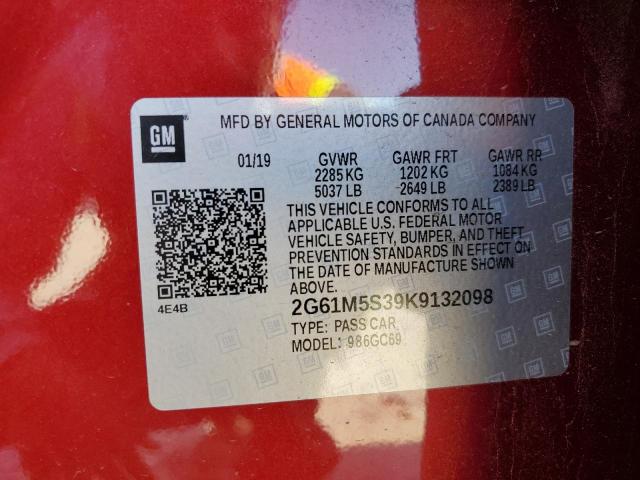 GM
MFD BY GENERAL MOTORS OF CANADA COMPANY
01/19 GVWR GAWR FRT GAWR RR
2285 KG 1202 KG 1084 KG
5037 LB 2649 LB 2389 LB
THIS VEHICLE CONFORMS TO ALL
APPLICABLE U.S. FEDERAL MOTOR
VEHICLE SAFETY, BUMPER, AND THEFT
PREVENTION STANDARDS IN EFFECT ON
THE DATE OF MANUFACTURE SHOWN
ABOVE.
4E4B
2G61M5S39K9132098
TYPE: PASS CAR
MODEL: 986GC69